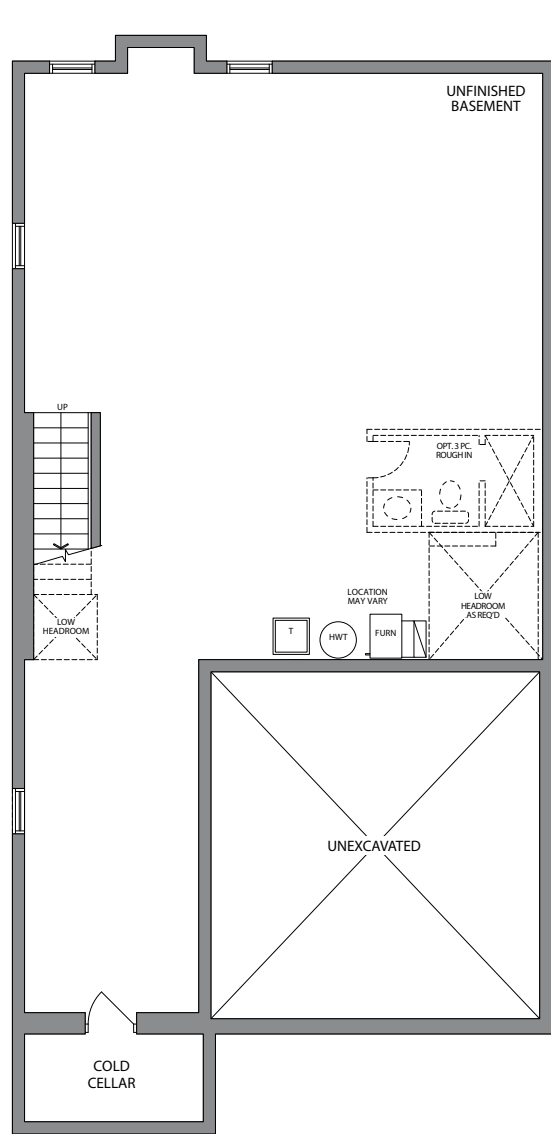 UNFINISHED
BASEMENT
UP
OPT. 3 PC.
ROUGH IN
LOW
HEADROOM
LOCATION
MAY VARY
LOW
HEADROOM
AS REQ'D
T
HWT
FURN
UNEXCAVATED
COLD
CELLAR